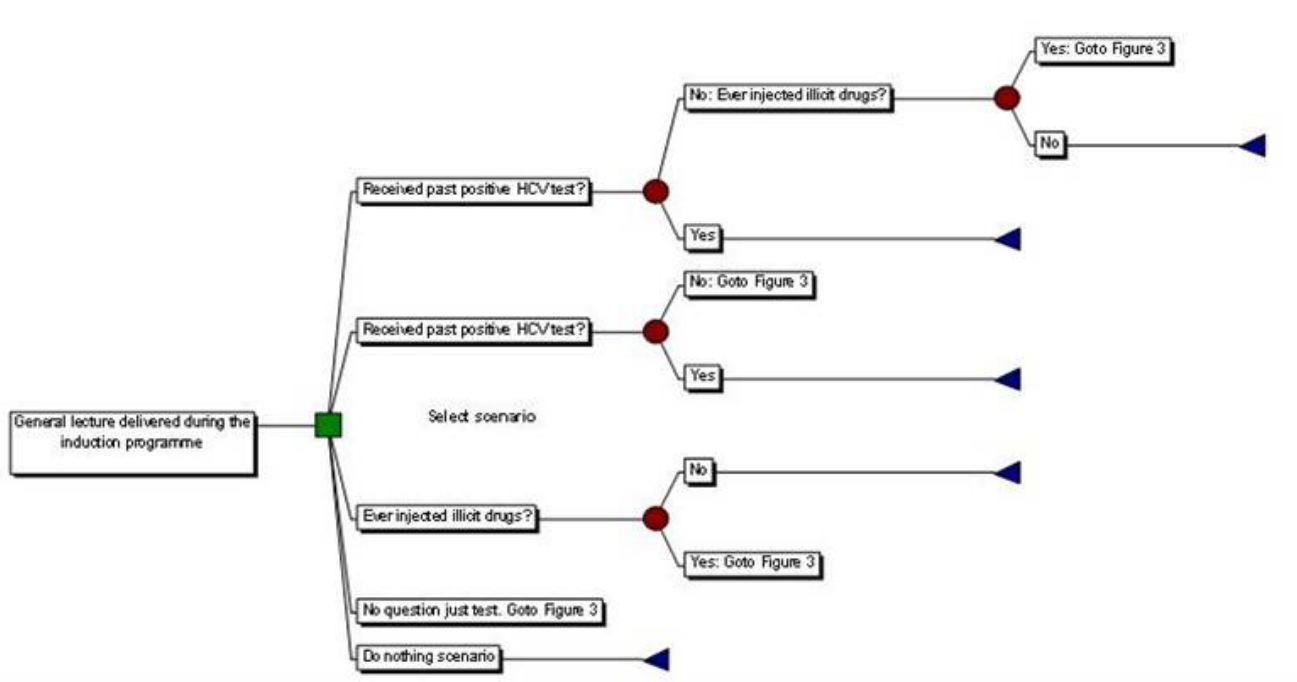 Yes: Goto Figure 3
No: Ever injected illicit drugs?
No
Received past positive HCV test?
Yes
No: Goto Figure 3
Received past positive HCV test?
Yes
Select scenario
General lecture delivered during the
induction programme
No
Ever injected illicit drugs?
Yes: Goto Figure 3
No question just test. Goto Figure 3
Do nothing scenario